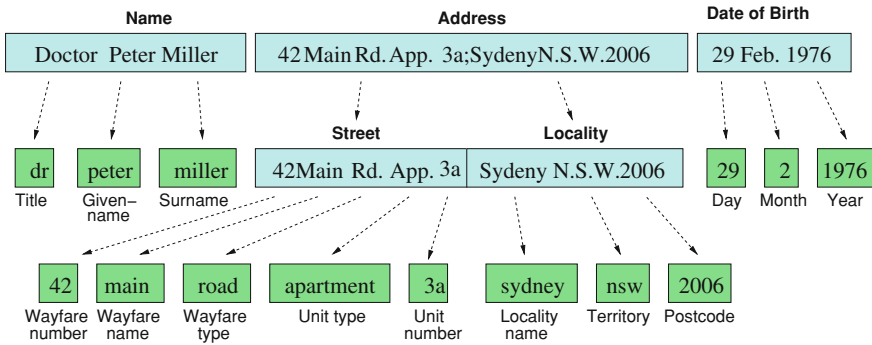 Name Address Date of Birth
Doctor Peter Miller 42 Main Rd. App. 3a; Sydeny N.S.W. 2006 29 Feb. 1976
Street Locality
dr peter miller 42 Main Rd. App. 3a Sydeny N.S.W. 2006 29 2 1976
Title Given– name Surname Day Month Year
42 main road apartment 3a sydney nsw 2006
Wayfare Wayfare Wayfare Unit type Unit Locality Territory Postcode
number name type number name